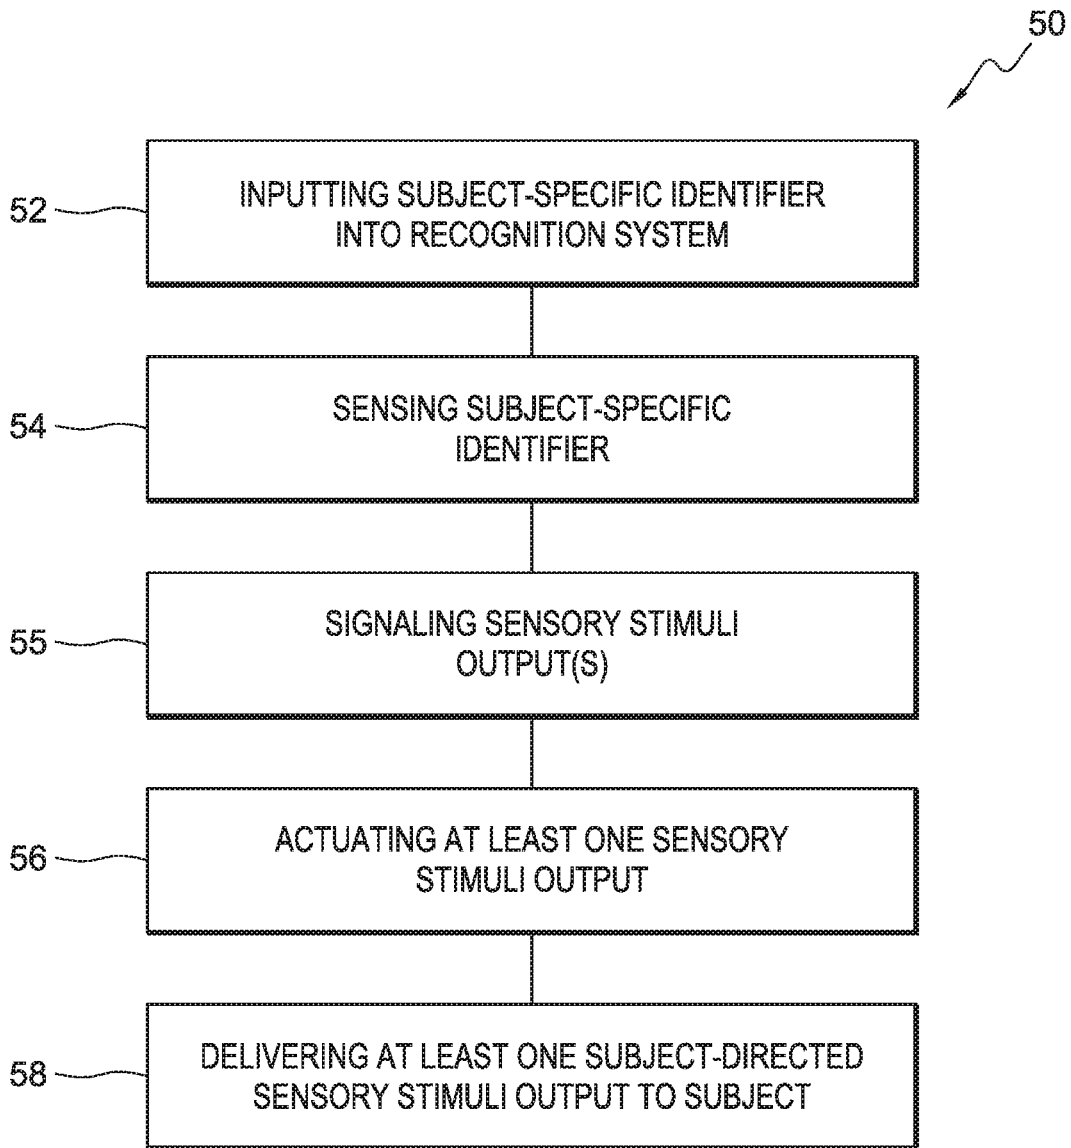 50
52
INPUTTING SUBJECT-SPECIFIC IDENTIFIER
INTO RECOGNITION SYSTEM
54
SENSING SUBJECT-SPECIFIC
IDENTIFIER
55
SIGNALING SENSORY STIMULI
OUTPUT(S)
56
ACTUATING AT LEAST ONE SENSORY
STIMULI OUTPUT
58
DELIVERING AT LEAST ONE SUBJECT-DIRECTED
SENSORY STIMULI OUTPUT TO SUBJECT